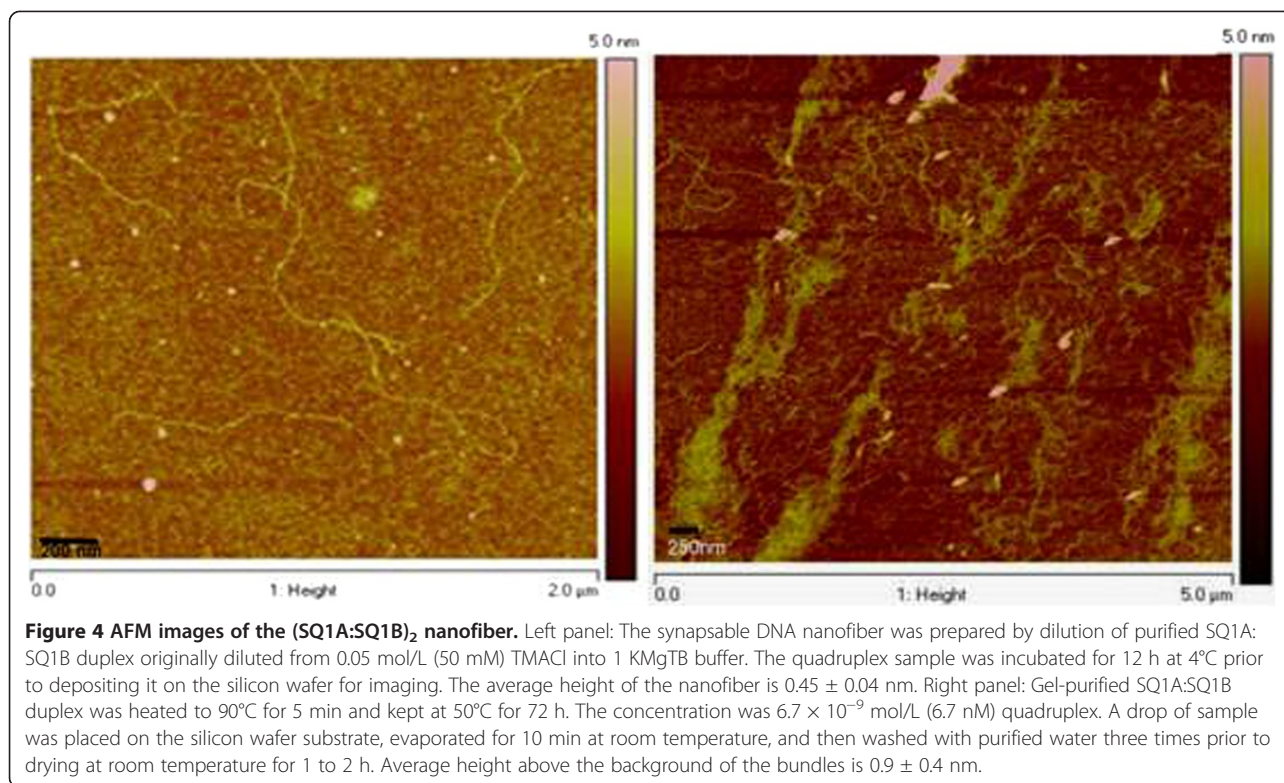 5.0 nm
5.0 nm
200 nm
250nm
0.0 1: Height 2.0 µm
0.0 1: Height 5.0 µm
Figure 4 AFM images of the (SQ1A:SQ1B)₂ nanofiber. Left panel: The synapsable DNA nanofiber was prepared by dilution of purified SQ1A:
SQ1B duplex originally diluted from 0.05 mol/L (50 mM) TMACl into 1 KMgTB buffer. The quadruplex sample was incubated for 12 h at 4°C prior
to depositing it on the silicon wafer for imaging. The average height of the nanofiber is 0.45 ± 0.04 nm. Right panel: Gel-purified SQ1A:SQ1B
duplex was heated to 90°C for 5 min and kept at 50°C for 72 h. The concentration was 6.7 × 10⁻⁹ mol/L (6.7 nM) quadruplex. A drop of sample
was placed on the silicon wafer substrate, evaporated for 10 min at room temperature, and then washed with purified water three times prior to
drying at room temperature for 1 to 2 h. Average height above the background of the bundles is 0.9 ± 0.4 nm.